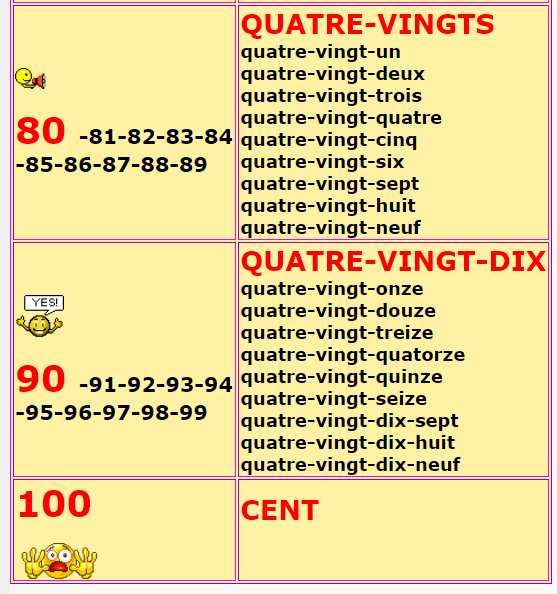 80 -81-82-83-84
-85-86-87-88-89
QUATRE-VINGTS
quatre-vingt-un
quatre-vingt-deux
quatre-vingt-trois
quatre-vingt-quatre
quatre-vingt-cinq
quatre-vingt-six
quatre-vingt-sept
quatre-vingt-huit
quatre-vingt-neuf
YES!
90 -91-92-93-94
-95-96-97-98-99
QUATRE-VINGT-DIX
quatre-vingt-onze
quatre-vingt-douze
quatre-vingt-treize
quatre-vingt-quatorze
quatre-vingt-quinze
quatre-vingt-seize
quatre-vingt-dix-sept
quatre-vingt-dix-huit
quatre-vingt-dix-neuf
100
CENT